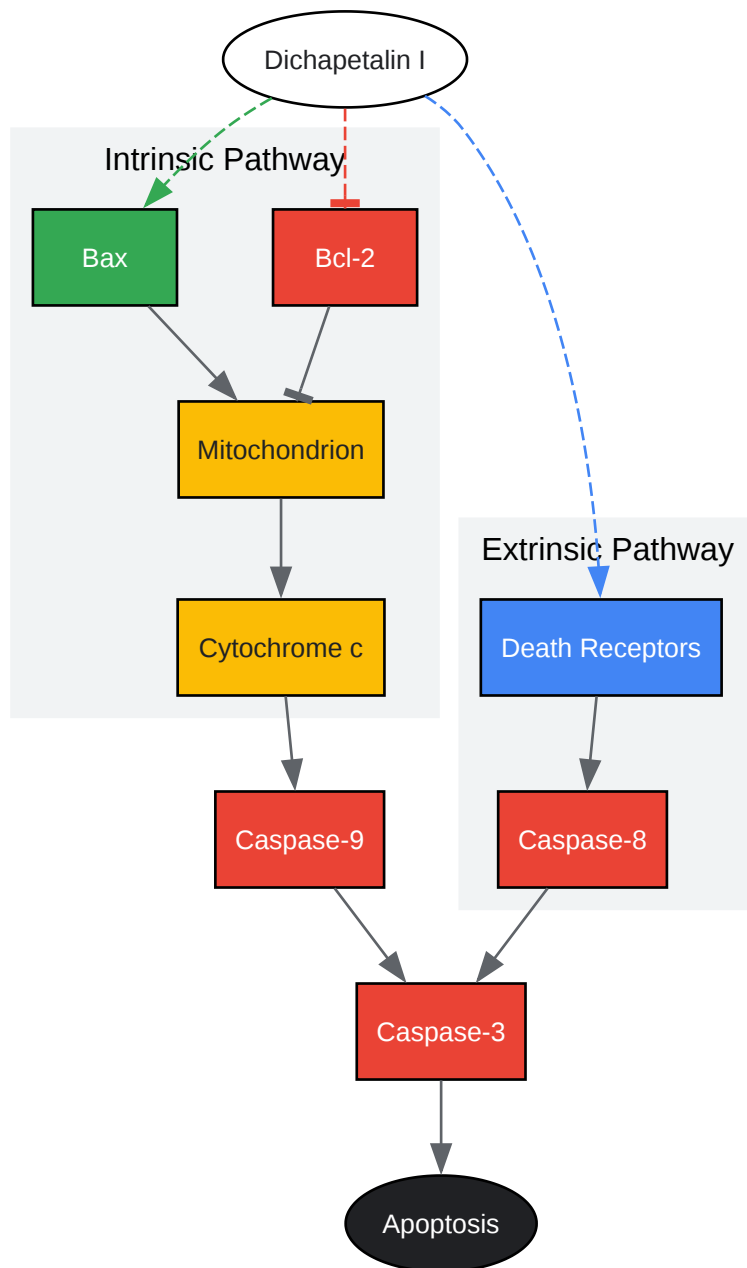 Dichapetalin I
Intrinsic Pathway
Bax
Bcl-2
Mitochondrion
Extrinsic Pathway
Cytochrome c
Death Receptors
Caspase-9
Caspase-8
Caspase-3
Apoptosis